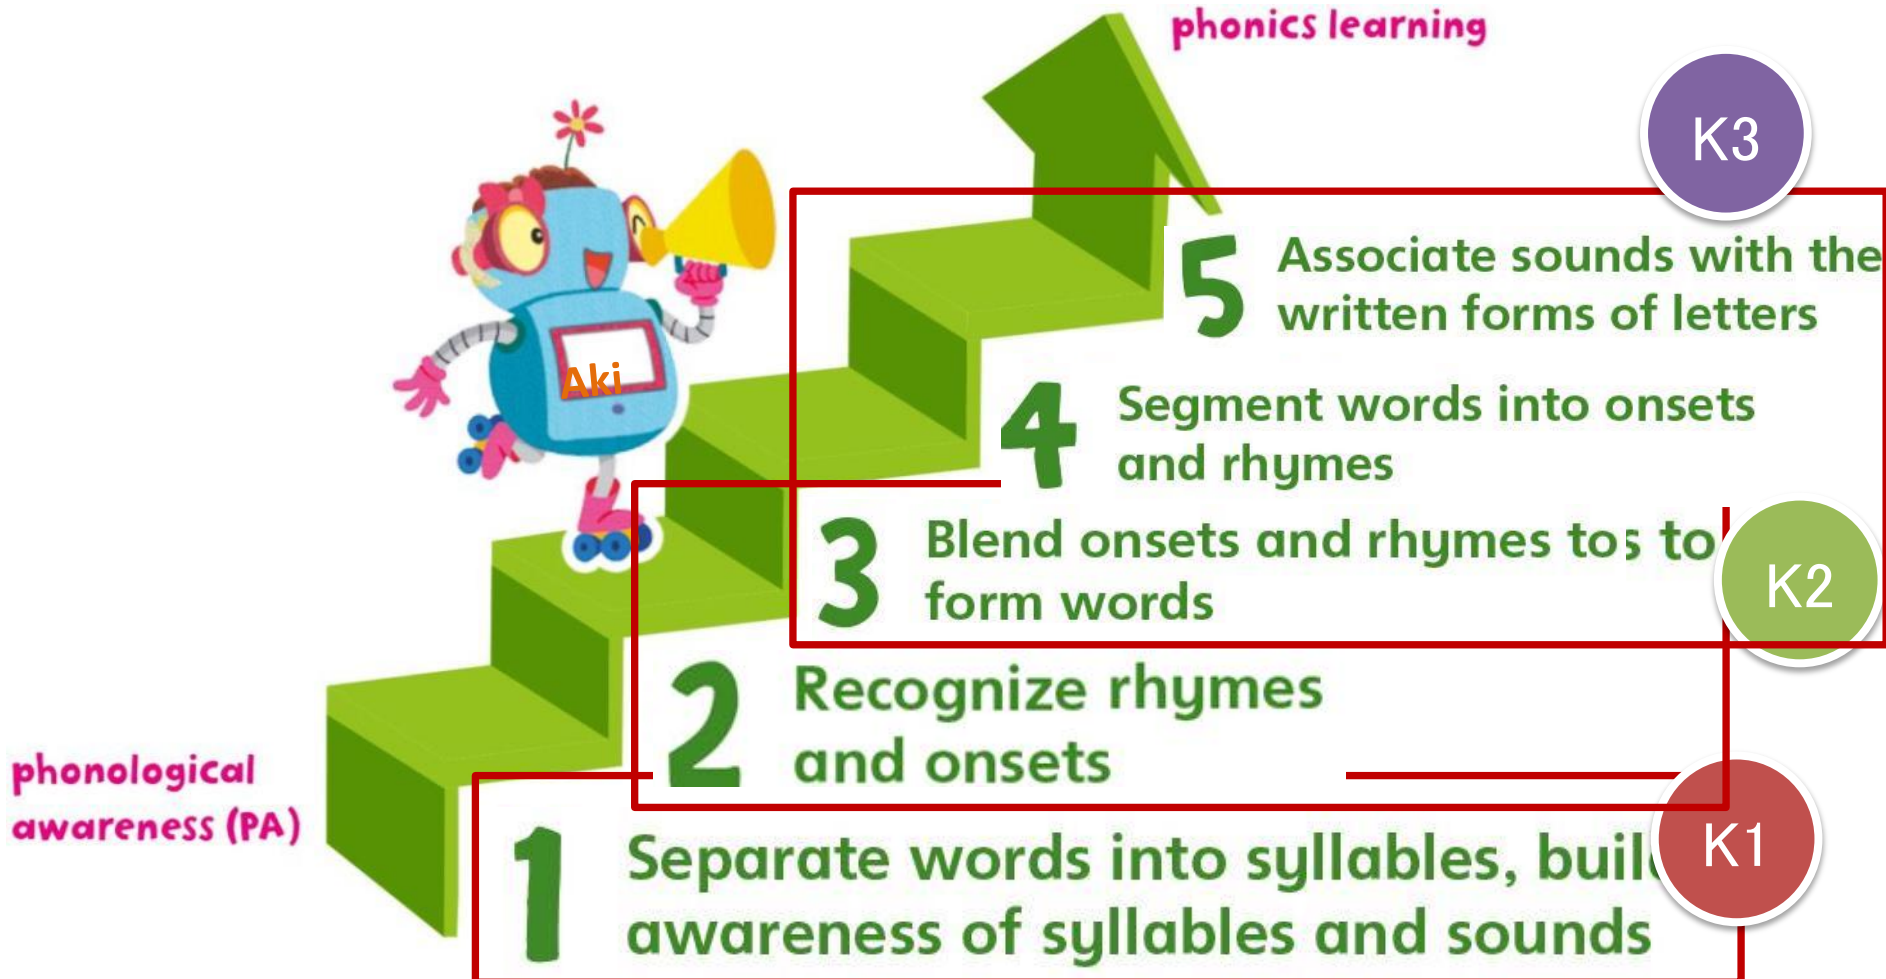 phonics learning
K3
5
Associate sounds with the
written forms of letters
Aki
4
Segment words into onsets
and rhymes
3
Blend onsets and rhymes to s to
form words
K2
2
Recognize rhymes
and onsets
phonological
awareness (PA)
1
Separate words into syllables,
awareness of syllables and sounds
K1